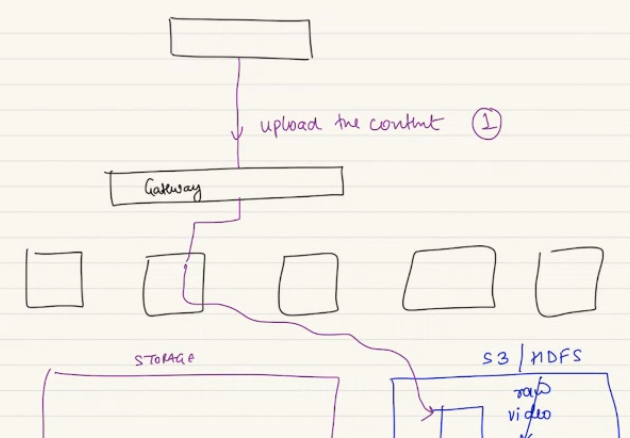 upload the content 1
Gateway
STORAGE
S3 / HDFS
raw
video